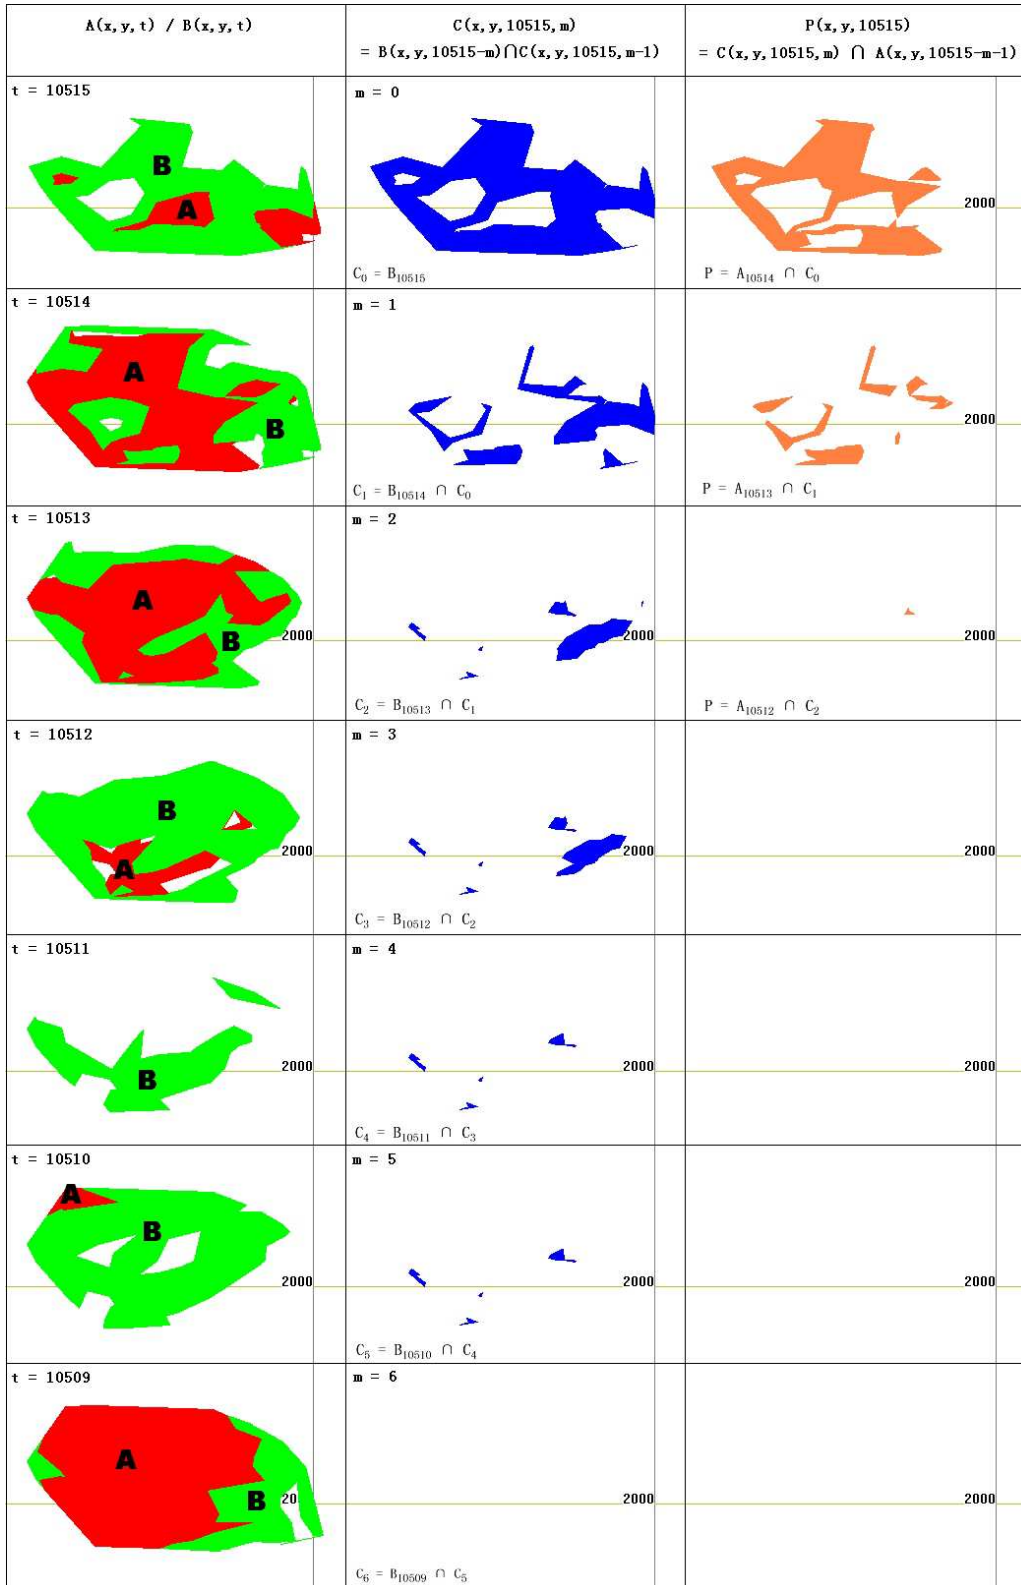 A(x,y,t) / B(x,y,t)
C(x,y,10515,m)
= B(x,y,10515-m)⋂C(x,y,10515,m-1)
P(x,y,10515)
= C(x,y,10515,m) ⋂ A(x,y,10515-m-1)
t = 10515
B
A
m = 0
C₀ = B₁₀₅₁₅
2000
P = A₁₀₅₁₄ ∩ C₀
t = 10514
A
B
m = 1
C₁ = B₁₀₅₁₄ ∩ C₀
2000
P = A₁₀₅₁₃ ∩ C₁
t = 10513
A
B
2000
m = 2
2000
C₂ = B₁₀₅₁₃ ∩ C₁
2000
P = A₁₀₅₁₂ ∩ C₂
t = 10512
B
A
2000
m = 3
2000
C₃ = B₁₀₅₁₂ ∩ C₂
2000
t = 10511
B
2000
m = 4
2000
C₄ = B₁₀₅₁₁ ∩ C₃
2000
t = 10510
A
B
2000
m = 5
2000
C₅ = B₁₀₅₁₀ ∩ C₄
2000
t = 10509
A
B
20
m = 6
2000
C₆ = B₁₀₅₀₉ ∩ C₅
2000